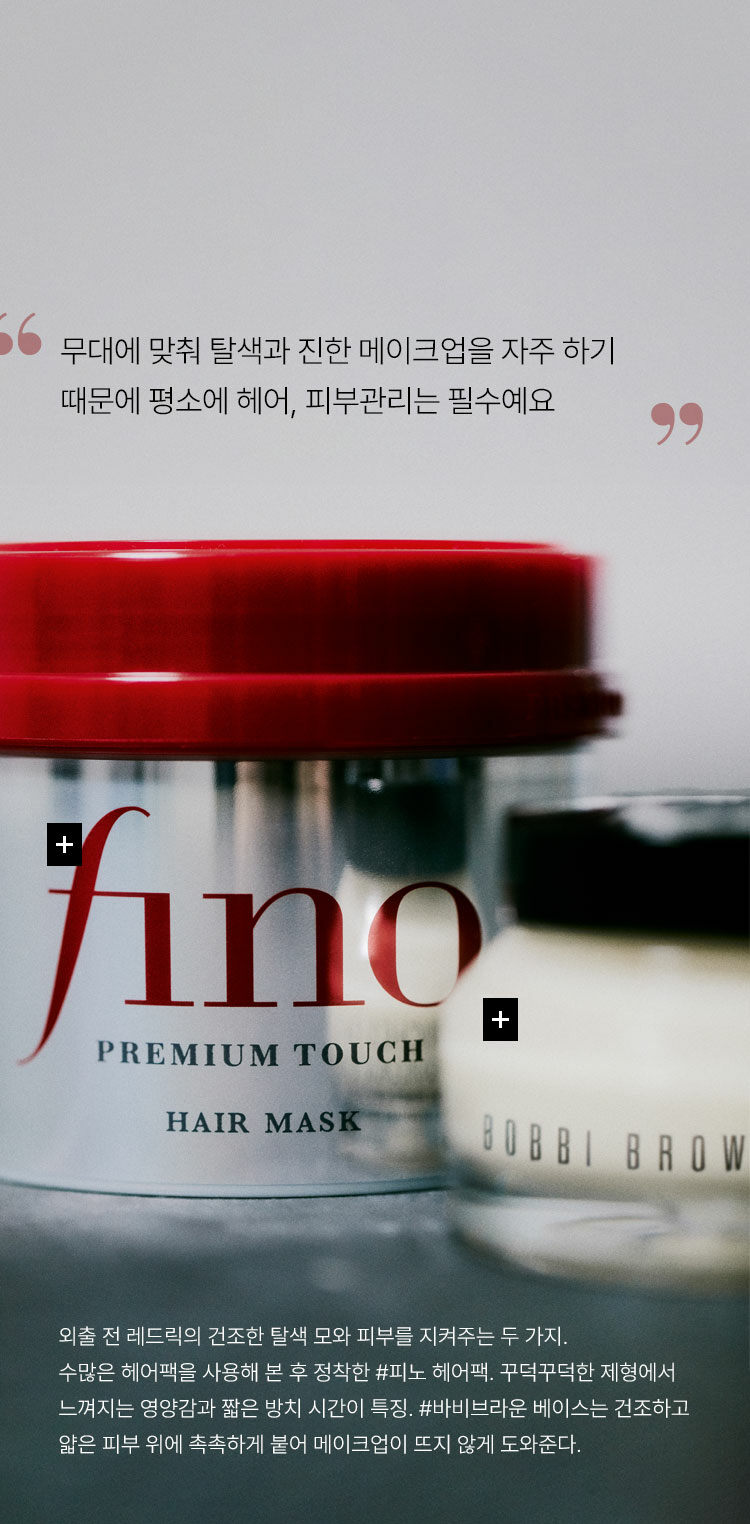 “ 무대에 맞춰 탈색과 진한 메이크업을 자주 하기
때문에 평소에 헤어, 피부관리는 필수예요 ”
fino
PREMIUM TOUCH
HAIR MASK
BOBBI BROW
외출 전 레드릭의 건조한 탈색 모와 피부를 지켜주는 두 가지.
수많은 헤어팩을 사용해 본 후 정착한 #피노 헤어팩. 꾸덕꾸덕한 제형에서
느껴지는 영양감과 짧은 방치 시간이 특징. #바비브라운 베이스는 건조하고
얇은 피부 위에 촉촉하게 붙어 메이크업이 뜨지 않게 도와준다.